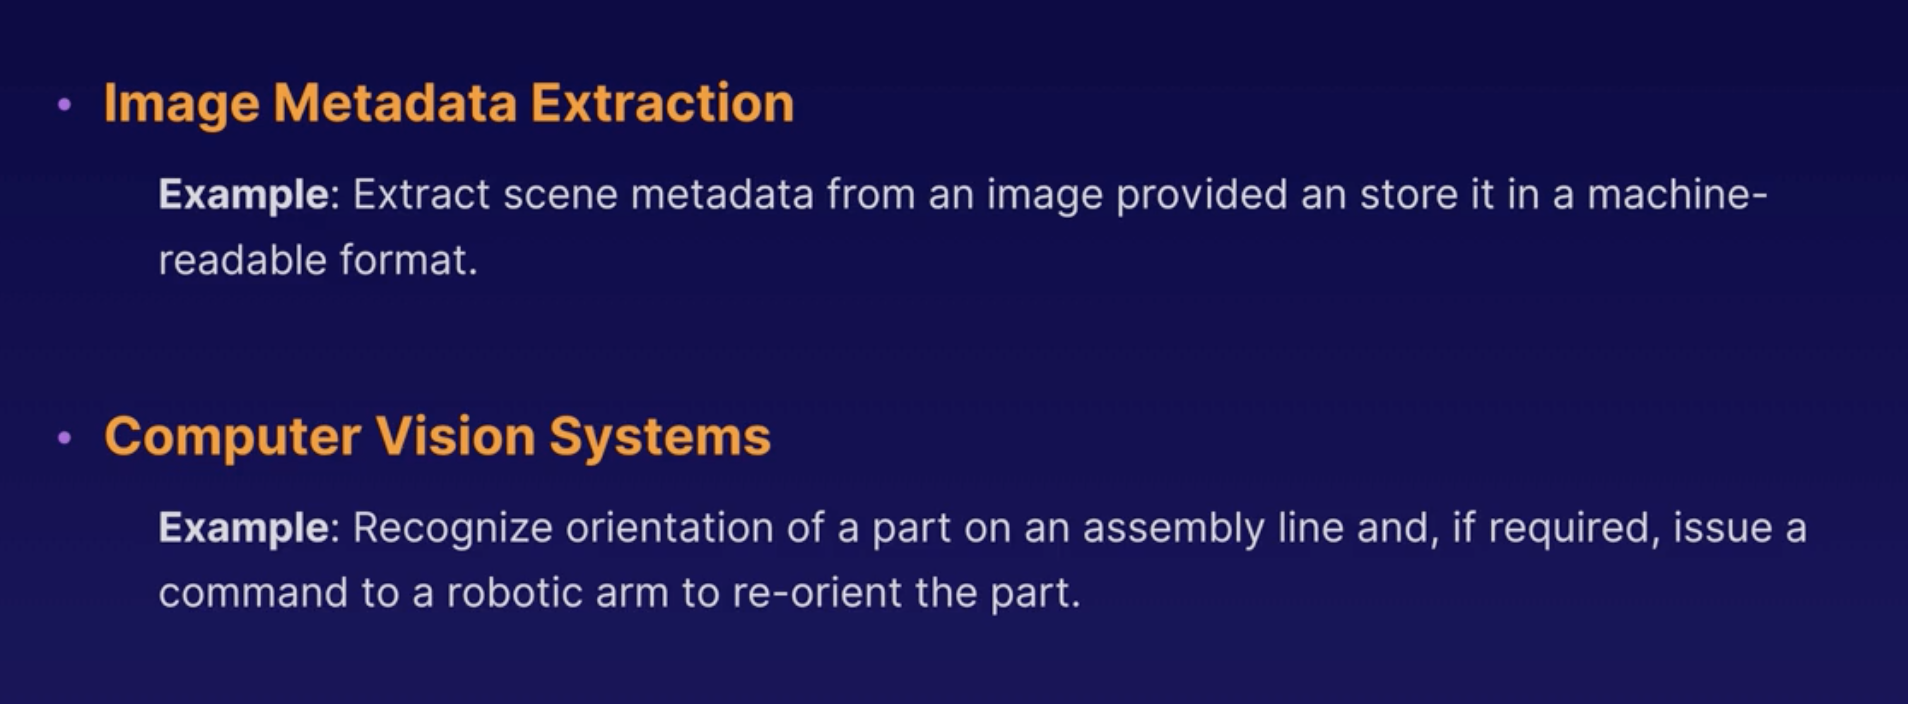 • Image Metadata Extraction
Example: Extract scene metadata from an image provided an store it in a machine-
readable format.
• Computer Vision Systems
Example: Recognize orientation of a part on an assembly line and, if required, issue a
command to a robotic arm to re-orient the part.